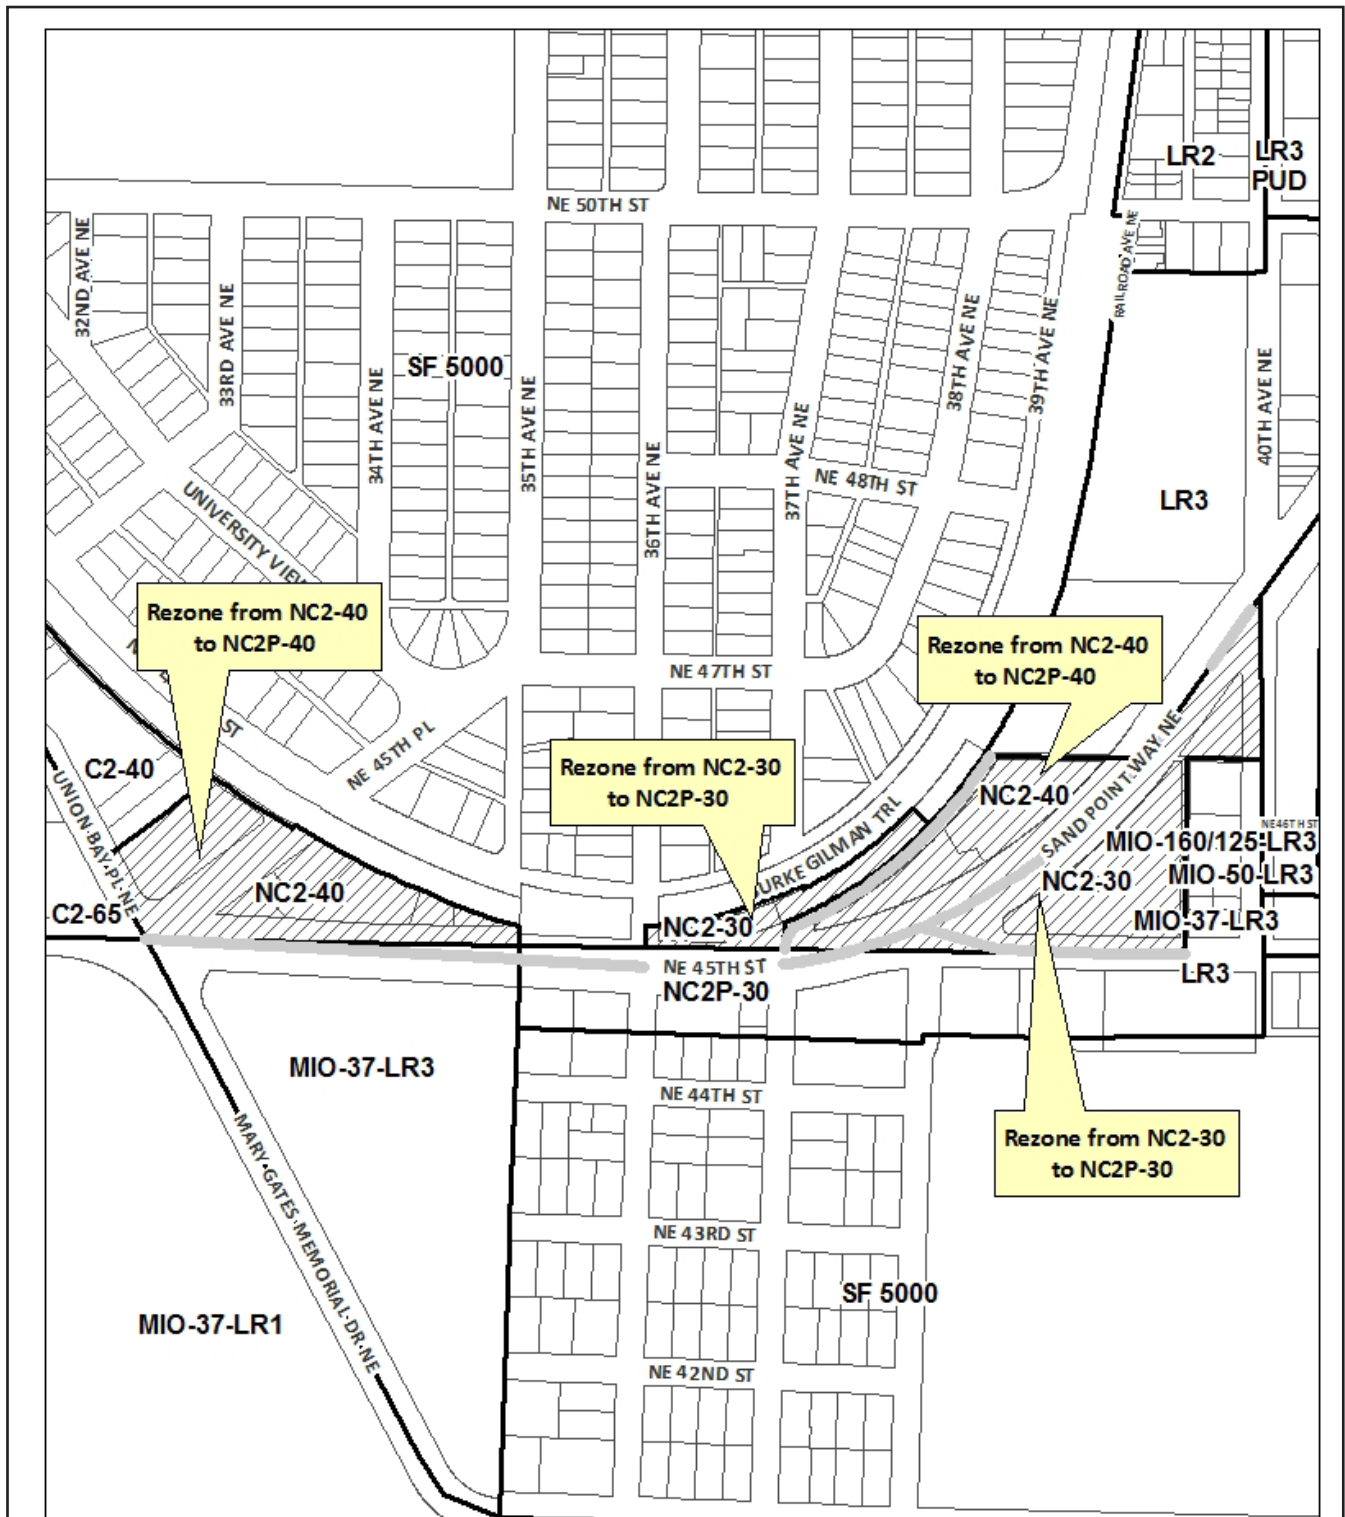 LR2
LR3
PUD
NE 50TH ST
RAILROAD AVE NE
32ND AVE NE
33RD AVE NE
34TH AVE NE
SF 5000
35TH AVE NE
36TH AVE NE
37TH AVE NE
38TH AVE NE
39TH AVE NE
40TH AVE NE
NE 48TH ST
LR3
UNIVERSITY VIEW
Rezone from NC2-40
to NC2P-40
Rezone from NC2-40
to NC2P-40
NE 47TH ST
ST
NE 45TH PL
C2-40
Rezone from NC2-30
to NC2P-30
SAND POINT WAY NE
NC2-40
UNION BAY PL NE
BURKE GILMAN TRL
NE 46TH ST
MIO-160/125-LR3
NC2-40
NC2-30
MIO-50-LR3
C2-65
NC2-30
MIO-37-LR3
NE 45TH ST
LR3
NC2P-30
MIO-37-LR3
NE 44TH ST
Rezone from NC2-30
to NC2P-30
MARY GATES MEMORIAL DR NE
NE 43RD ST
SF 5000
MIO-37-LR1
NE 42ND ST